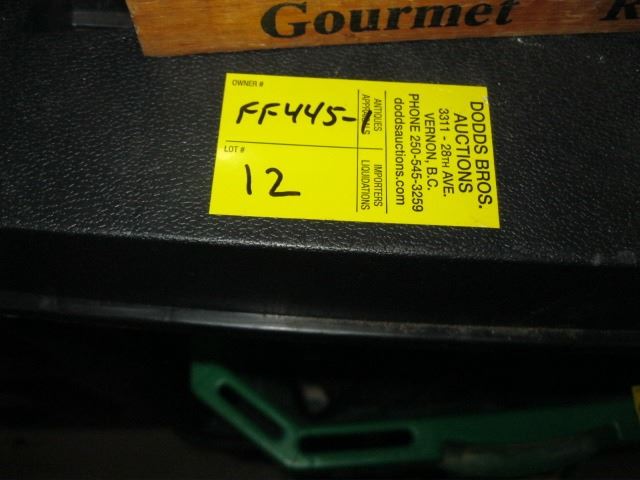 Gourmet
OWNER #
FF445-1
LOT #
12
ANTIQUES
APPRAISALS
IMPORTERS
LIQUIDATIONS
DODDS BROS.
AUCTIONS
3311 - 28TH AVE.
VERNON, B.C.
PHONE 250-545-3259
doddsauctions.com